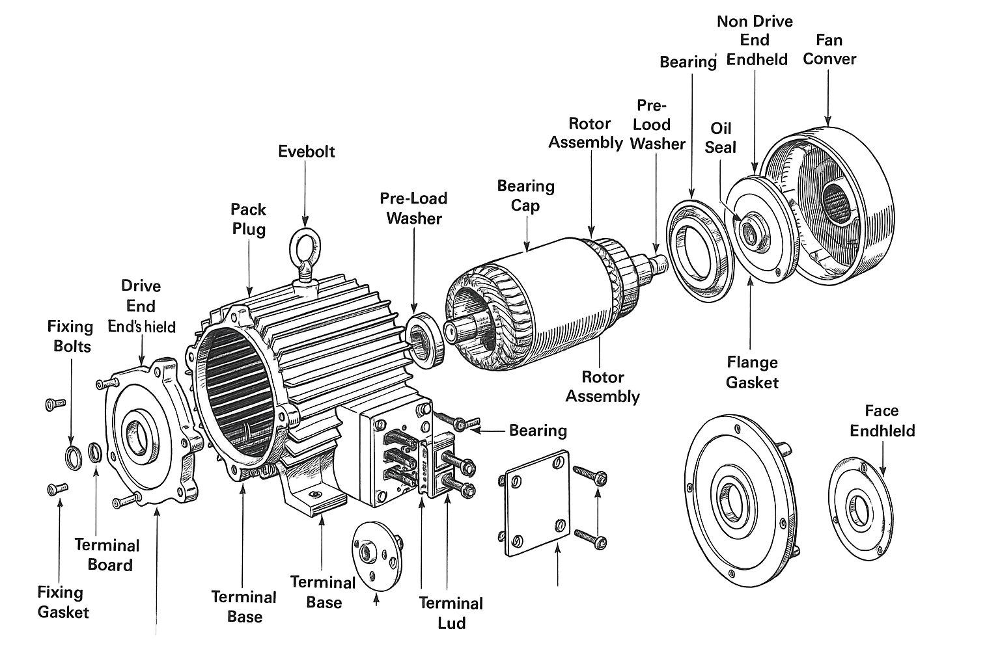 Non Drive
End
Endheld
Fan
Conver
Bearing
Pre-
Lood
Washer
Rotor
Assembly
Oil
Seal
Evebolt
Bearing
Cap
Pre-Load
Washer
Pack
Plug
Drive
End
End's hield
Fixing
Bolts
Flange
Gasket
Rotor
Assembly
Face
Endhleld
Bearing
Terminal
Board
Fixing
Gasket
Terminal
Base
Terminal
Base
Terminal
Lud